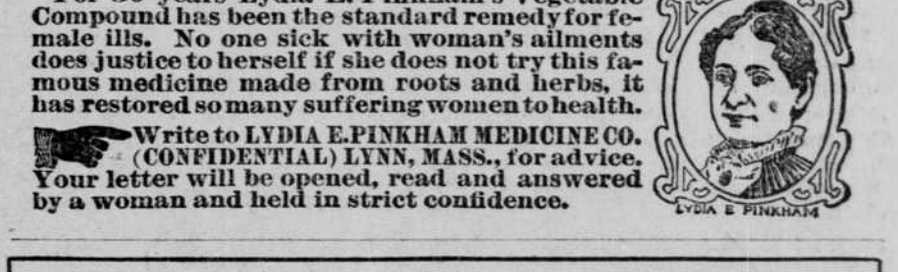 Compound has been the standard remedy for fe-
male ills. No one sick with woman's ailments
does justice to herself if she does not try this fa-
mous medicine made from roots and herbs, it
has restored so many suffering women to health.
Write to LYDIA E.PINKHAM MEDICINE CO.
(CONFIDENTIAL) LYNN, MASS., for advice.
Your letter will be opened, read and answered
by a woman and held in strict confidence.
LYDIA E PINKHAM